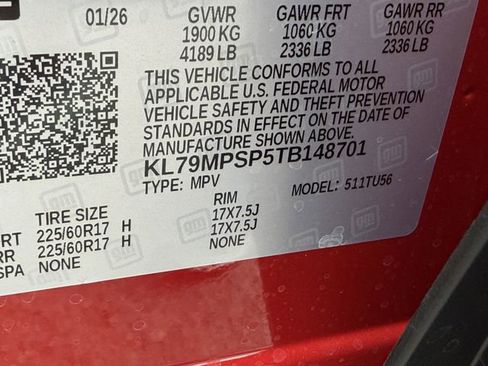 01/26 GVWR GAWR FRT GAWR RR
1900 KG 1060 KG 1060 KG
4189 LB 2336 LB 2336 LB
THIS VEHICLE CONFORMS TO ALL
APPLICABLE U.S. FEDERAL MOTOR
VEHICLE SAFETY AND THEFT PREVENTION
STANDARDS IN EFFECT ON THE DATE OF
MANUFACTURE SHOWN ABOVE.
KL79MPSP5TB148701
TYPE: MPV MODEL: 511TU56
TIRE SIZE RIM
RT 225/60R17 H 17X7.5J
RR 225/60R17 H 17X7.5J
SPA NONE NONE
gm